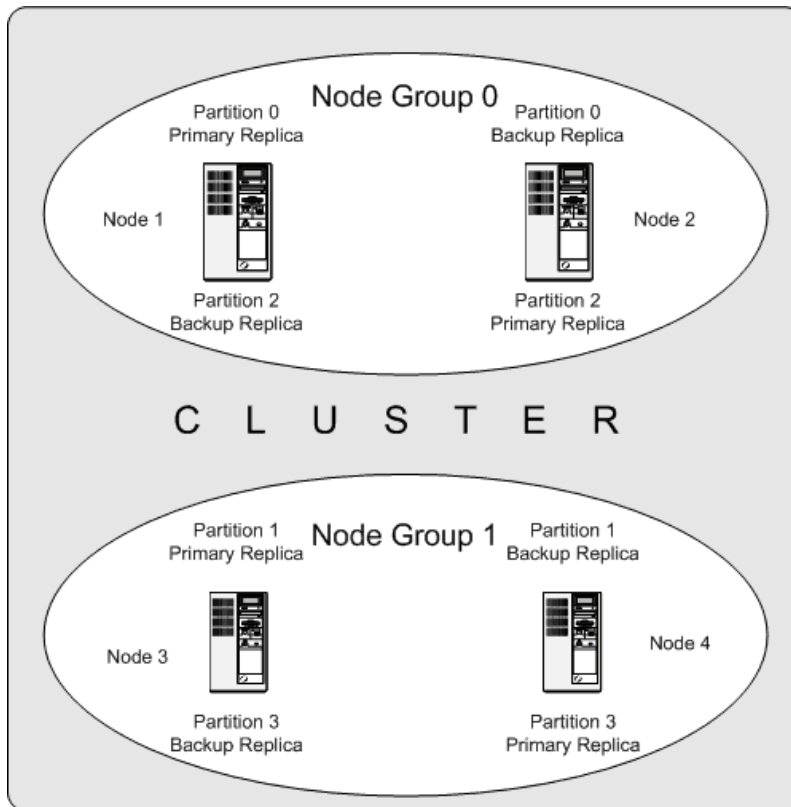 Node Group 0
Partition 0
Primary Replica
Partition 0
Backup Replica
Node 1
Node 2
Partition 2
Backup Replica
Partition 2
Primary Replica
C L U S T E R
Node Group 1
Partition 1
Primary Replica
Partition 1
Backup Replica
Node 3
Node 4
Partition 3
Backup Replica
Partition 3
Primary Replica